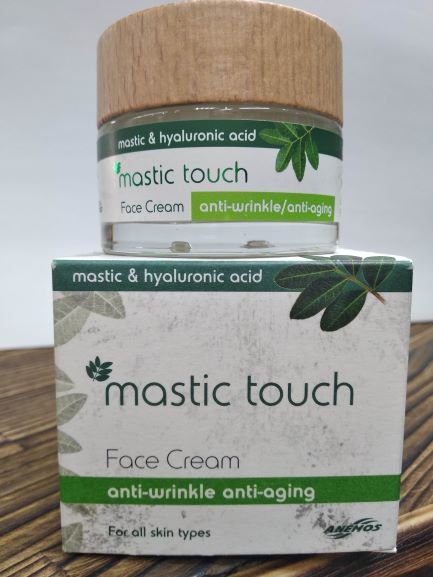 mastic & hyaluronic acid
mastic touch
Face Cream anti-wrinkle/anti-aging
mastic & hyaluronic acid
mastic touch
Face Cream
anti-wrinkle anti-aging
For all skin types
ANEMOS